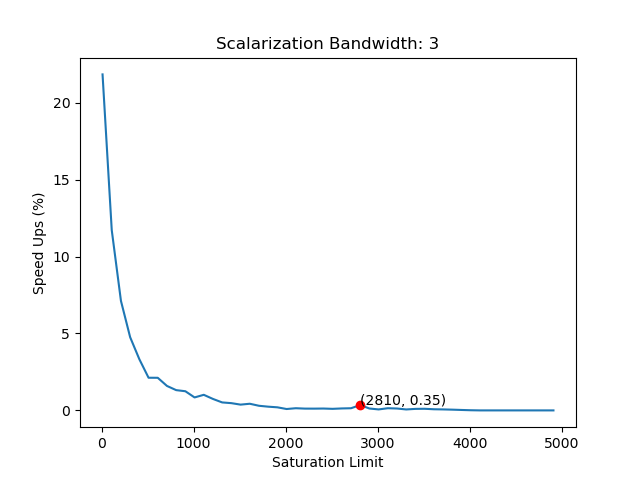 Scalarization Bandwidth: 3
Speed Ups (%)
20
15
10
5
0
(2810, 0.35)
0 1000 2000 3000 4000 5000
Saturation Limit